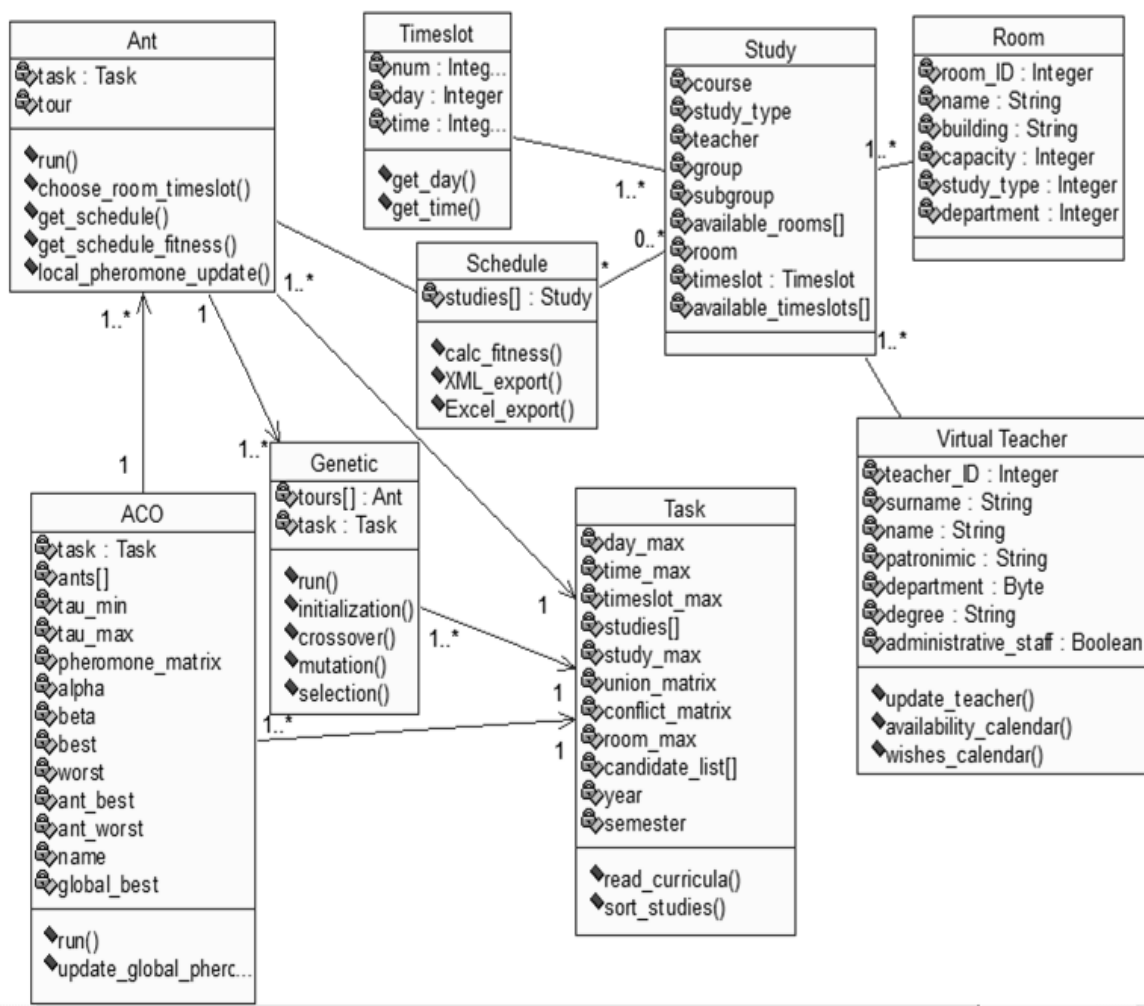 Ant
task : Task
tour
run()
choose_room_timeslot()
get_schedule()
get_schedule_fitness()
local_pheromone_update()
Timeslot
num : Integ...
day : Integer
time : Integ...
get_day()
get_time()
Study
course
study_type
teacher
group
subgroup
available_rooms[]
room
timeslot : Timeslot
available_timeslots[]
Room
room_ID : Integer
name : String
building : String
capacity : Integer
study_type : Integer
department : Integer
1..*
1..*
0..*
*
1..*
Schedule
studies[] : Study
calc_fitness()
XML_export()
Excel_export()
1..*
1
1..*
1..*
1
Genetic
tours[] : Ant
task : Task
run()
initialization()
crossover()
mutation()
selection()
Virtual Teacher
teacher_ID : Integer
surname : String
name : String
patronimic : String
department : Byte
degree : String
administrative_staff : Boolean
update_teacher()
availability_calendar()
wishes_calendar()
ACO
task : Task
ants[]
tau_min
tau_max
pheromone_matrix
alpha
beta
best
worst
ant_best
ant_worst
name
global_best
run()
update_global_pherc...
1
1..*
1
1..*
1
Task
day_max
time_max
timeslot_max
studies[]
study_max
union_matrix
conflict_matrix
room_max
candidate_list[]
year
semester
read_curricula()
sort_studies()